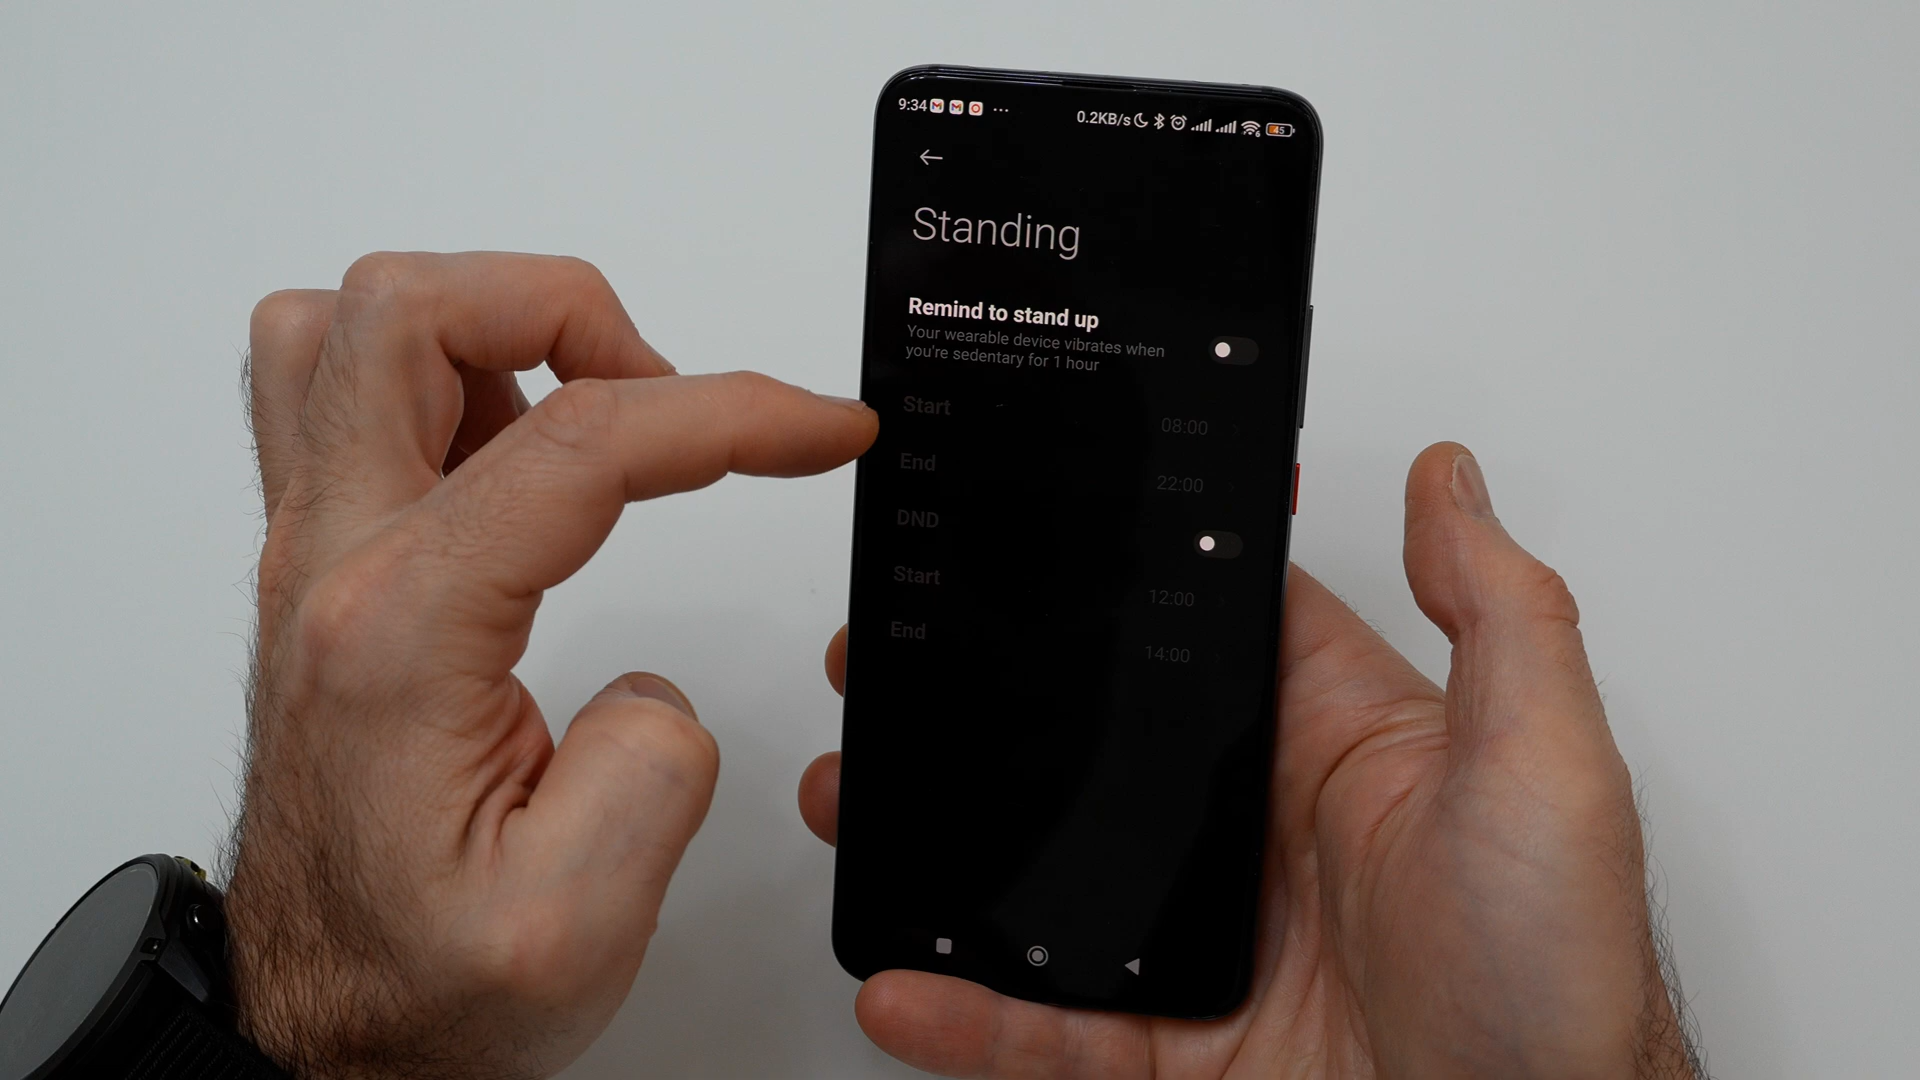 9:34 ... 0.2KB/s 45
Standing
Remind to stand up
Your wearable device vibrates when
you're sedentary for 1 hour
Start 08:00
End 22:00
DND
Start 12:00
End 14:00